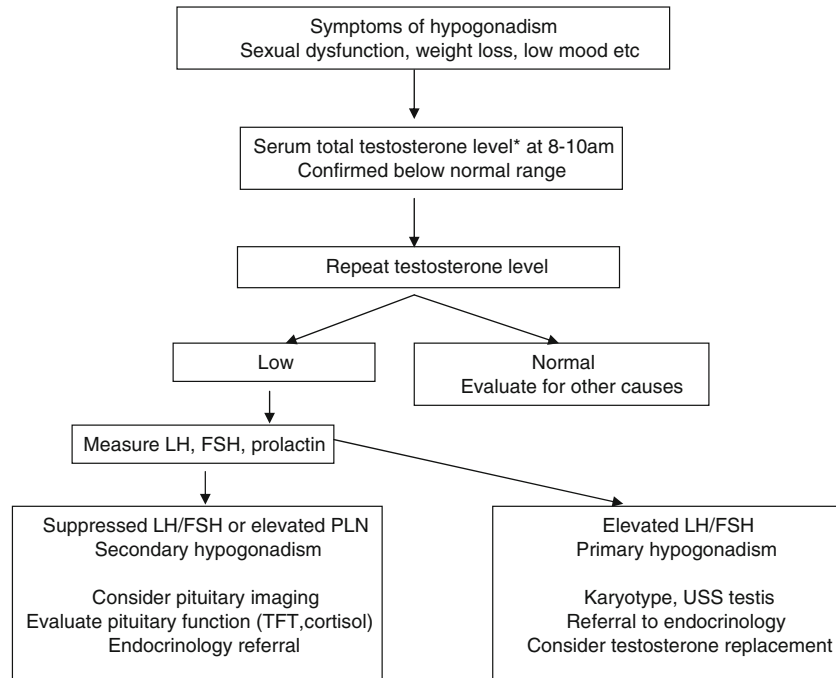 Symptoms of hypogonadism
Sexual dysfunction, weight loss, low mood etc
Serum total testosterone level* at 8-10am
Confirmed below normal range
Repeat testosterone level
Low
Normal
Evaluate for other causes
Measure LH, FSH, prolactin
Suppressed LH/FSH or elevated PLN
Secondary hypogonadism
Consider pituitary imaging
Evaluate pituitary function (TFT,cortisol)
Endocrinology referral
Elevated LH/FSH
Primary hypogonadism
Karyotype, USS testis
Referral to endocrinology
Consider testosterone replacement